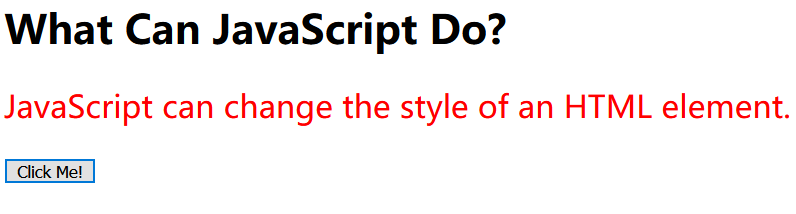 What Can JavaScript Do?
JavaScript can change the style of an HTML element.
Click Me!